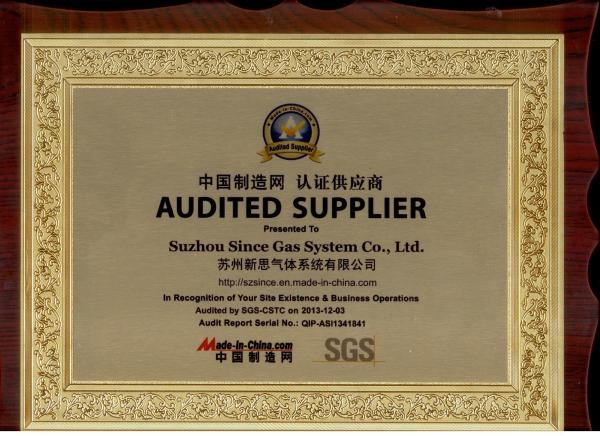 Made-in-China.com
Audited Supplier
中国制造网 认证供应商
AUDITED SUPPLIER
Presented To
Suzhou Since Gas System Co., Ltd.
苏州新思气体系统有限公司
http://szsince.en.made-in-china.com
In Recognition of Your Site Existence & Business Operations
Audited by SGS-CSTC on 2013-12-03
Audit Report Serial No.: QIP-ASI1341841
Made-in-China.com
中国制造网
SGS